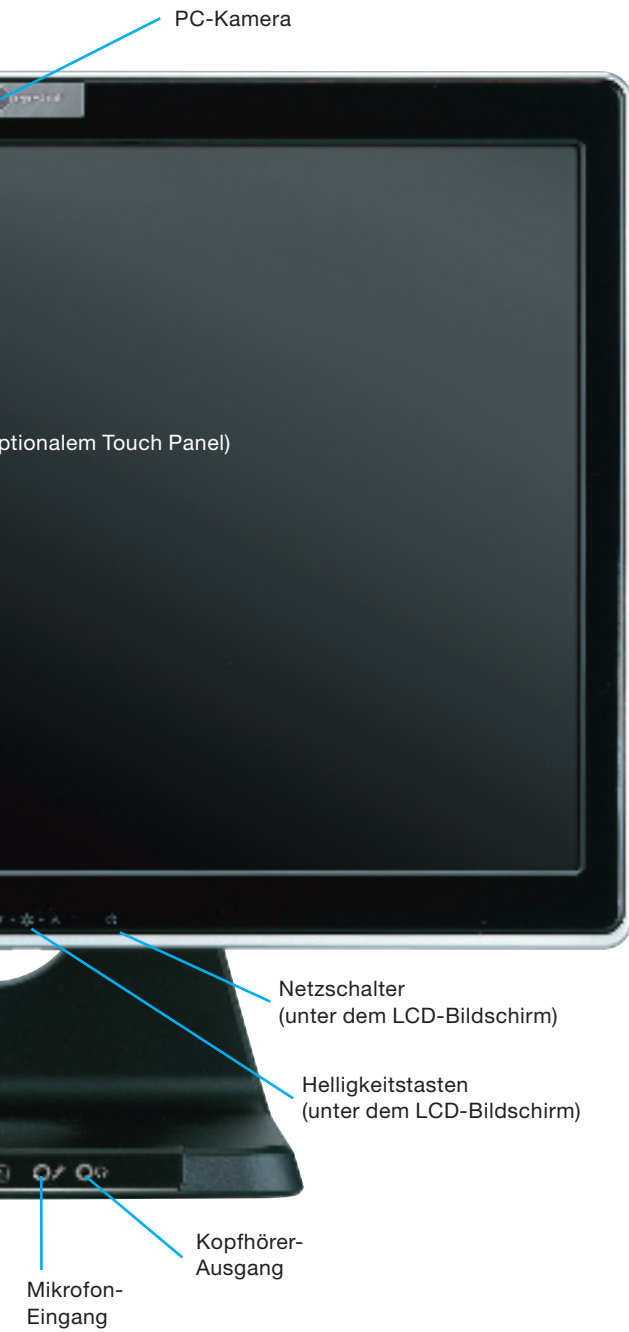 PC-Kamera
ptionalem Touch Panel)
Netzschalter
(unter dem LCD-Bildschirm)
Helligkeitstasten
(unter dem LCD-Bildschirm)
Kopfhörer-
Ausgang
Mikrofon-
Eingang